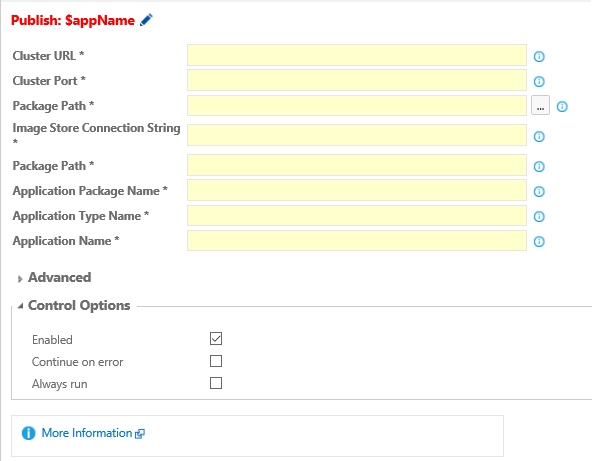 Publish: $appName
Cluster URL *
Cluster Port *
Package Path *
...
Image Store Connection String
*
Package Path *
Application Package Name *
Application Type Name *
Application Name *
Advanced
Control Options
Enabled
Continue on error
Always run
More Information